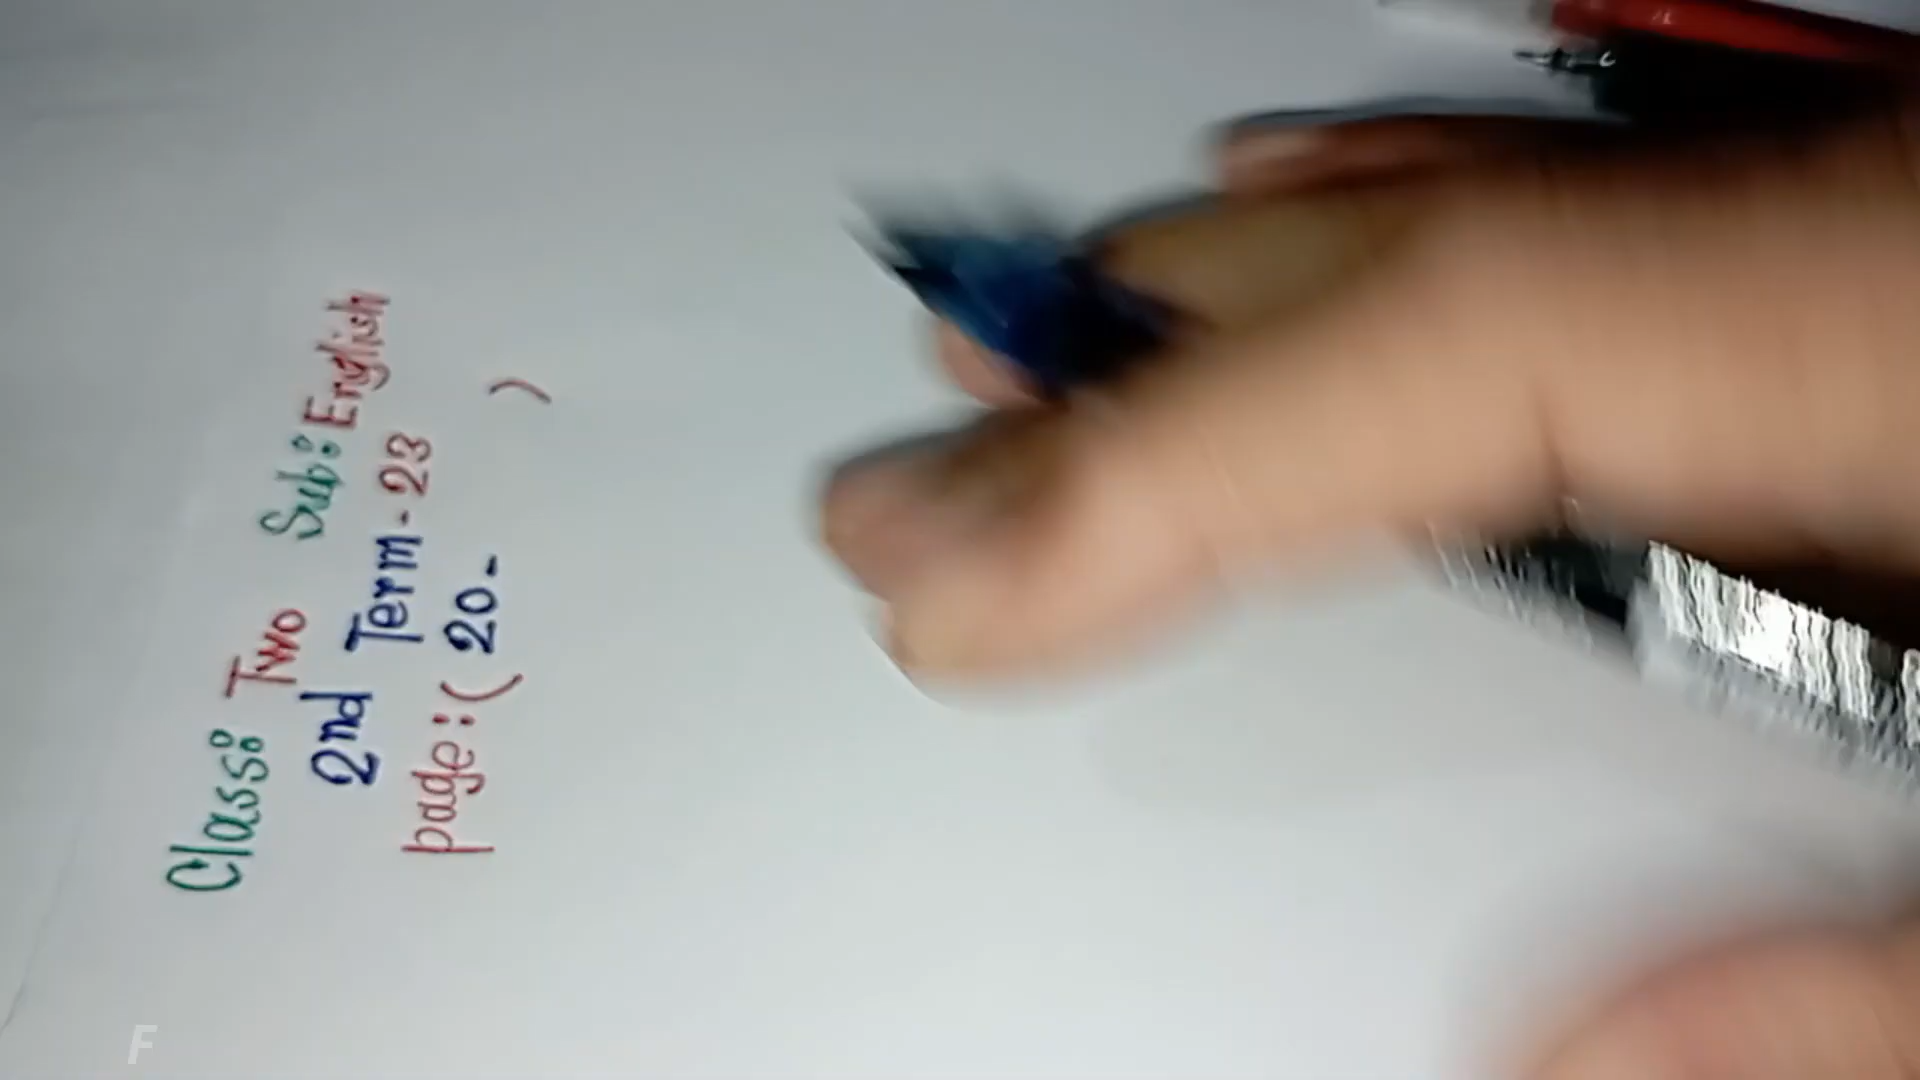 Class: Two Sub: English
2nd Term - 23
page: ( 20 - )
F